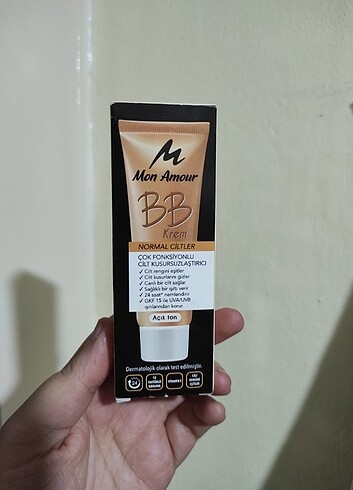 M
Mon Amour
BB
Krem
NORMAL CİLTLER
ÇOK FONKSİYONLU
CİLT KUSURSUZLAŞTIRICI
✓ Cilt rengini eşitler
✓ Cilt kusurlarını gizler
✓ Canlı bir cilt sağlar
✓ Sağlıklı bir ışıltı verir
✓ 24 saat* nemlendirir
✓ GKF 15 ile UVA/UVB
ışınlarından korur
Açık ton
Dermatolojik olarak test edilmiştir.
24